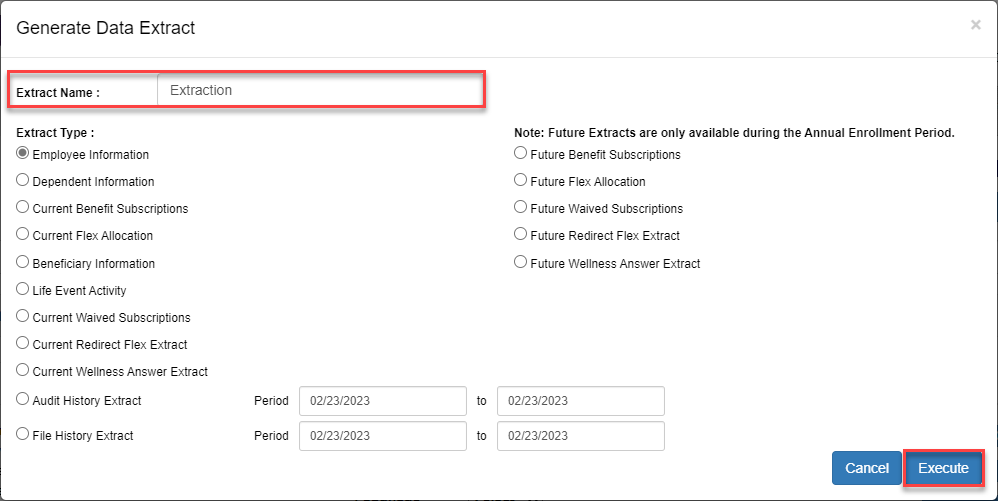 Generate Data Extract
×
Extract Name : Extraction
Extract Type :
Employee Information
Dependent Information
Current Benefit Subscriptions
Current Flex Allocation
Beneficiary Information
Life Event Activity
Current Waived Subscriptions
Current Redirect Flex Extract
Current Wellness Answer Extract
Note: Future Extracts are only available during the Annual Enrollment Period.
Future Benefit Subscriptions
Future Flex Allocation
Future Waived Subscriptions
Future Redirect Flex Extract
Future Wellness Answer Extract
Audit History Extract Period 02/23/2023 to 02/23/2023
File History Extract Period 02/23/2023 to 02/23/2023
Cancel Execute